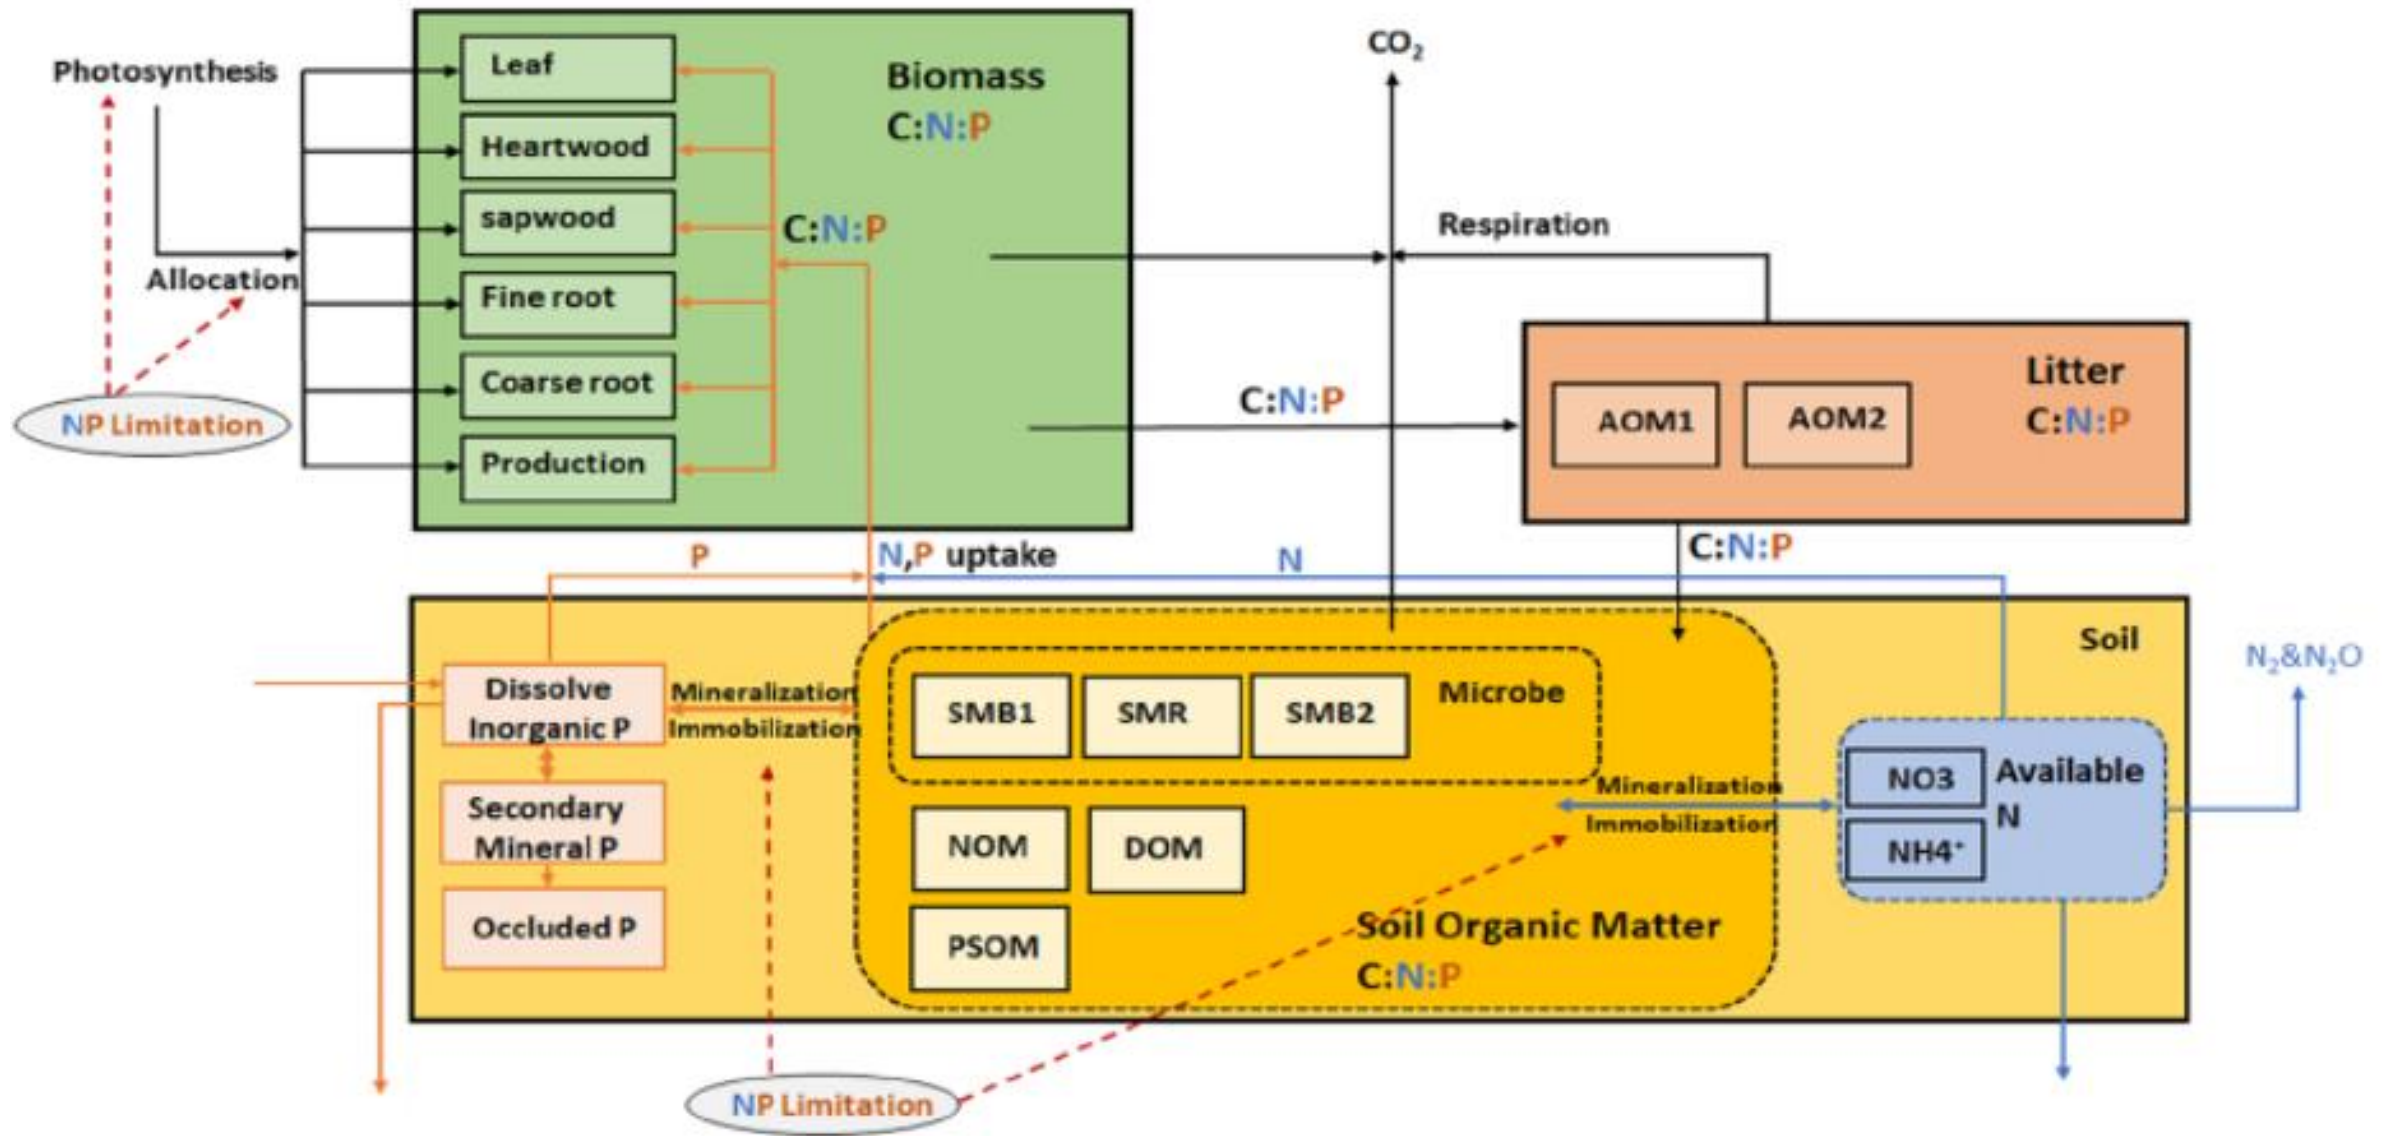 CO₂
Photosynthesis
Leaf
Biomass
C:N:P
Heartwood
sapwood
C:N:P
Respiration
Allocation
Fine root
Coarse root
C:N:P
Litter
C:N:P
AOM1
AOM2
NP Limitation
Production
P
N,P uptake
N
C:N:P
Soil
N₂&N₂O
Dissolve
Inorganic P
Mineralization
Immobilization
SMB1
SMR
SMB2
Microbe
Secondary
Mineral P
NOM
DOM
Mineralization
Immobilization
NO3
NH4⁺
Available
N
Occluded P
PSOM
Soil Organic Matter
C:N:P
NP Limitation